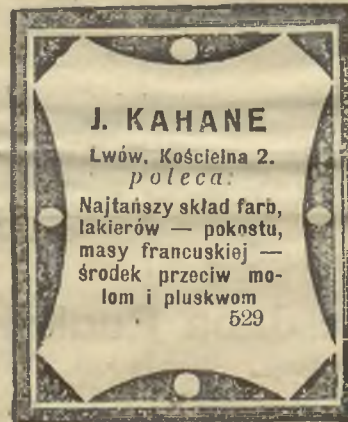 J. KAHANE
Lwów, Kościelna 2.
poleca:
Najtańszy skład farb,
lakierów — pokostu,
masy francuskiej —
środek przeciw mo-
lom i pluskwom
529